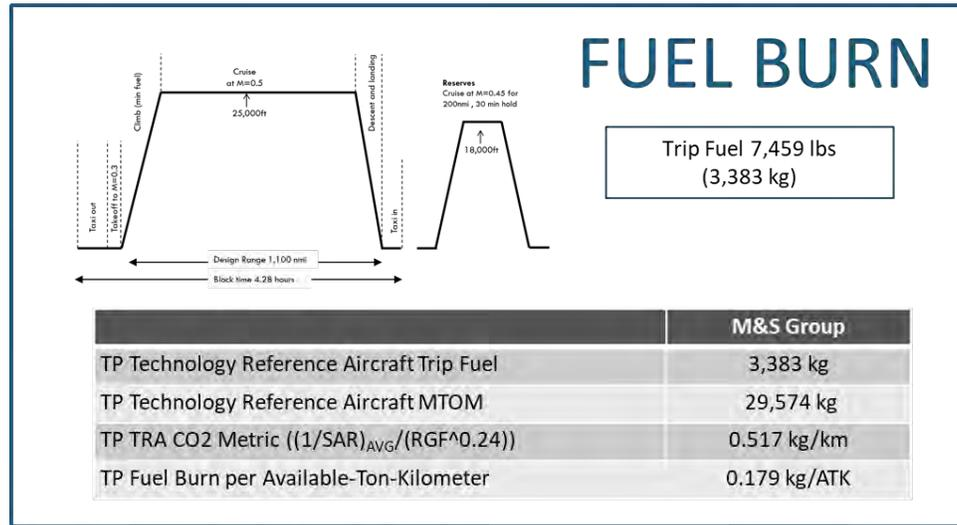 FUEL BURN
Climb (min fuel)
Cruise
at M=0.5
25,000ft
Descent and landing
Reserves
Cruise at M=0.45 for
200nmi , 30 min hold
18,000ft
Taxi out
Takeoff to M=0.3
Taxi in
Design Range 1,100 nmi
Block time 4.28 hours
Trip Fuel 7,459 lbs
(3,383 kg)
M&S Group
TP Technology Reference Aircraft Trip Fuel 3,383 kg
TP Technology Reference Aircraft MTOM 29,574 kg
TP TRA CO2 Metric ((1/SAR)AVG/(RGF^0.24)) 0.517 kg/km
TP Fuel Burn per Available-Ton-Kilometer 0.179 kg/ATK